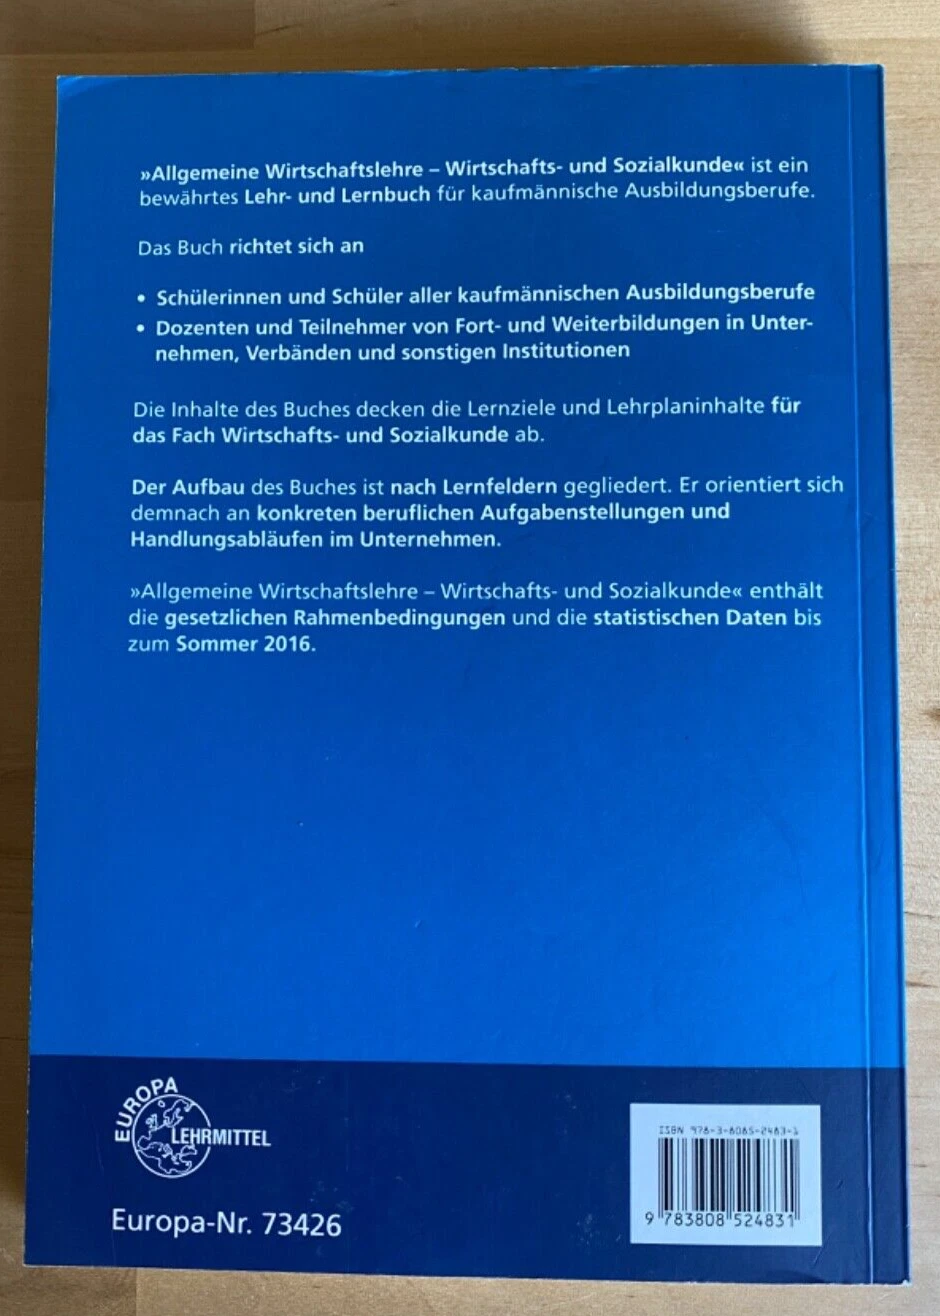 »Allgemeine Wirtschaftslehre – Wirtschafts- und Sozialkunde« ist ein
bewährtes Lehr- und Lernbuch für kaufmännische Ausbildungsberufe.
Das Buch richtet sich an
• Schülerinnen und Schüler aller kaufmännischen Ausbildungsberufe
• Dozenten und Teilnehmer von Fort- und Weiterbildungen in Unter-
nehmen, Verbänden und sonstigen Institutionen
Die Inhalte des Buches decken die Lernziele und Lehrplaninhalte für
das Fach Wirtschafts- und Sozialkunde ab.
Der Aufbau des Buches ist nach Lernfeldern gegliedert. Er orientiert sich
demnach an konkreten beruflichen Aufgabenstellungen und
Handlungsabläufen im Unternehmen.
»Allgemeine Wirtschaftslehre – Wirtschafts- und Sozialkunde« enthält
die gesetzlichen Rahmenbedingungen und die statistischen Daten bis
zum Sommer 2016.
EUROPA
LEHRMITTEL
Europa-Nr. 73426
ISBN 978-3-8085-2483-1
9 783808 524831